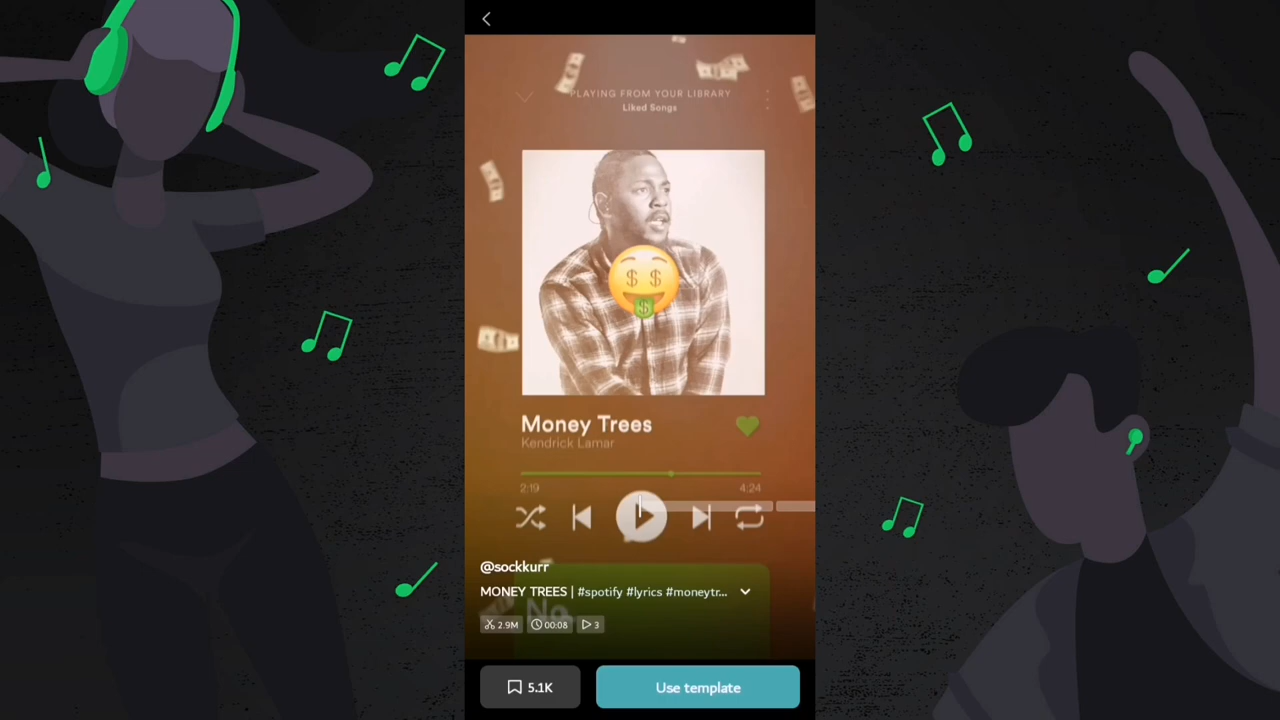 PLAYING FROM YOUR LIBRARY
Liked Songs
Money Trees
Kendrick Lamar
2:19
4:24
@sockkurr
MONEY TREES | #spotify #lyrics #moneytr...
No
2.9M
00:08
3
5.1K
Use template